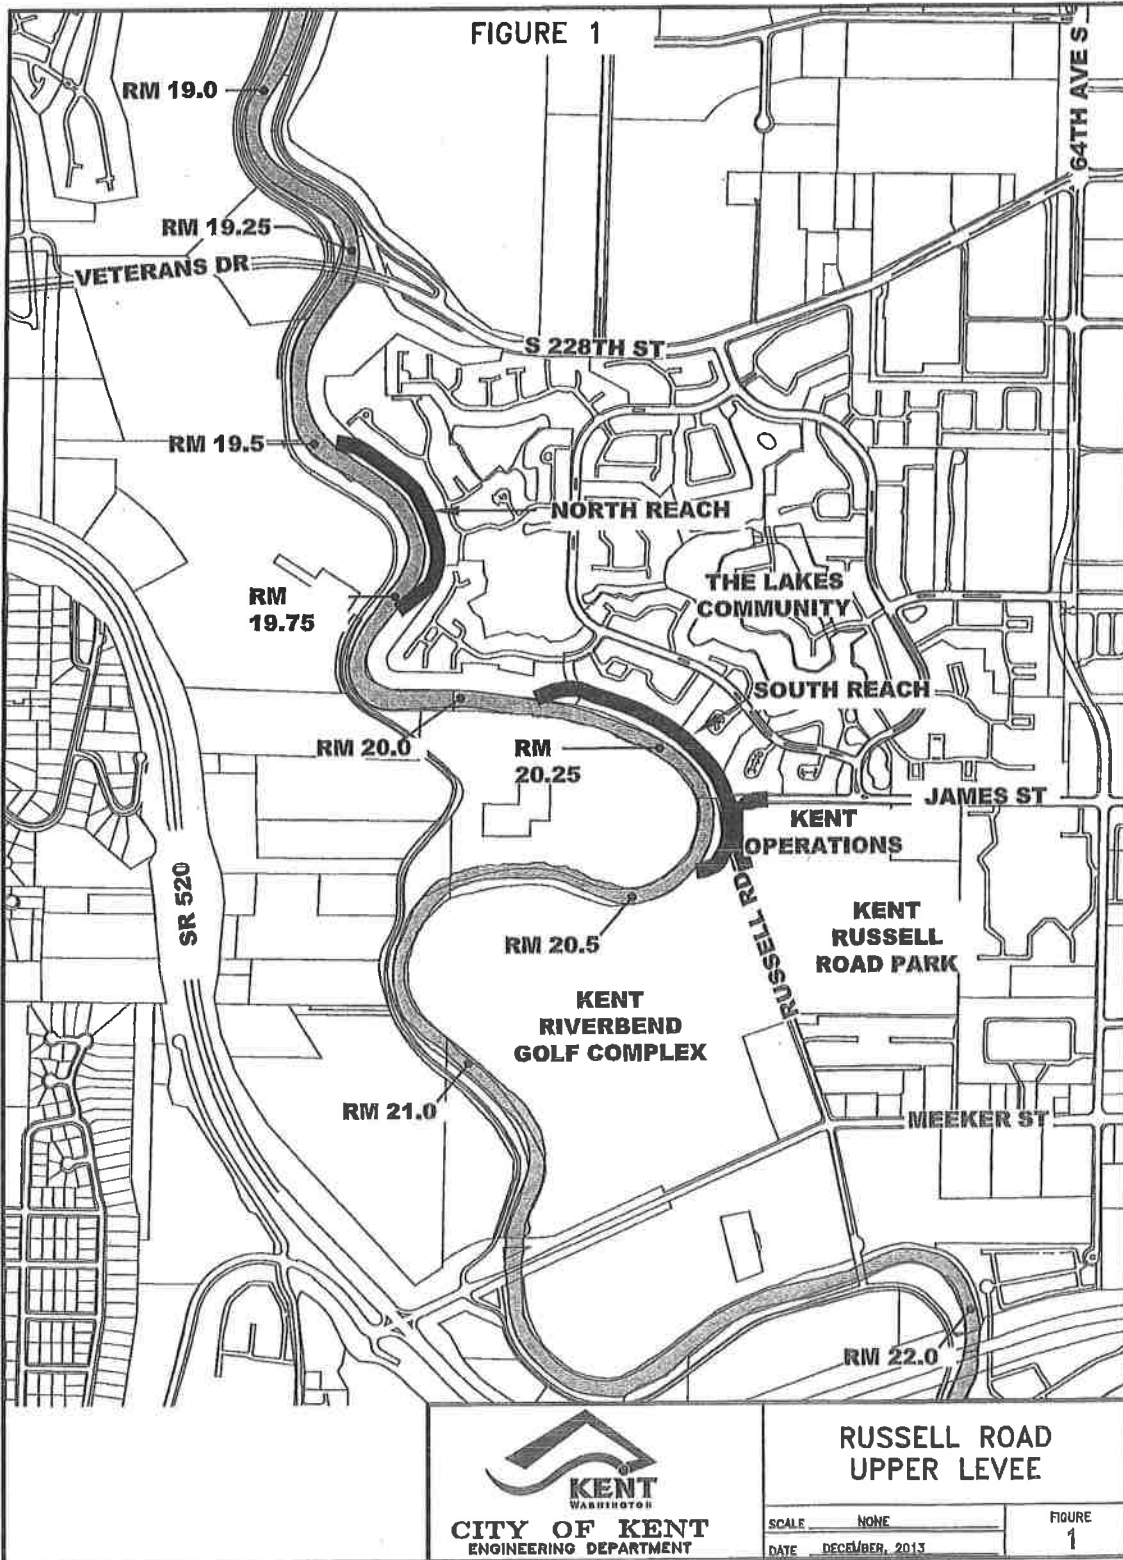 FIGURE 1
64TH AVE S
RM 19.0
RM 19.25
VETERANS DR
S 228TH ST
RM 19.5
NORTH REACH
RM
19.75
THE LAKES
COMMUNITY
SOUTH REACH
RM 20.0
RM
20.25
JAMES ST
KENT
OPERATIONS
SR 520
RUSSELL RD
KENT
RUSSELL
ROAD PARK
RM 20.5
KENT
RIVERBEND
GOLF COMPLEX
RM 21.0
MEEKER ST
RM 22.0
KENT
WASHINGTON
CITY OF KENT
ENGINEERING DEPARTMENT
RUSSELL ROAD
UPPER LEVEE
SCALE NONE
DATE DECEMBER, 2013
FIGURE
1